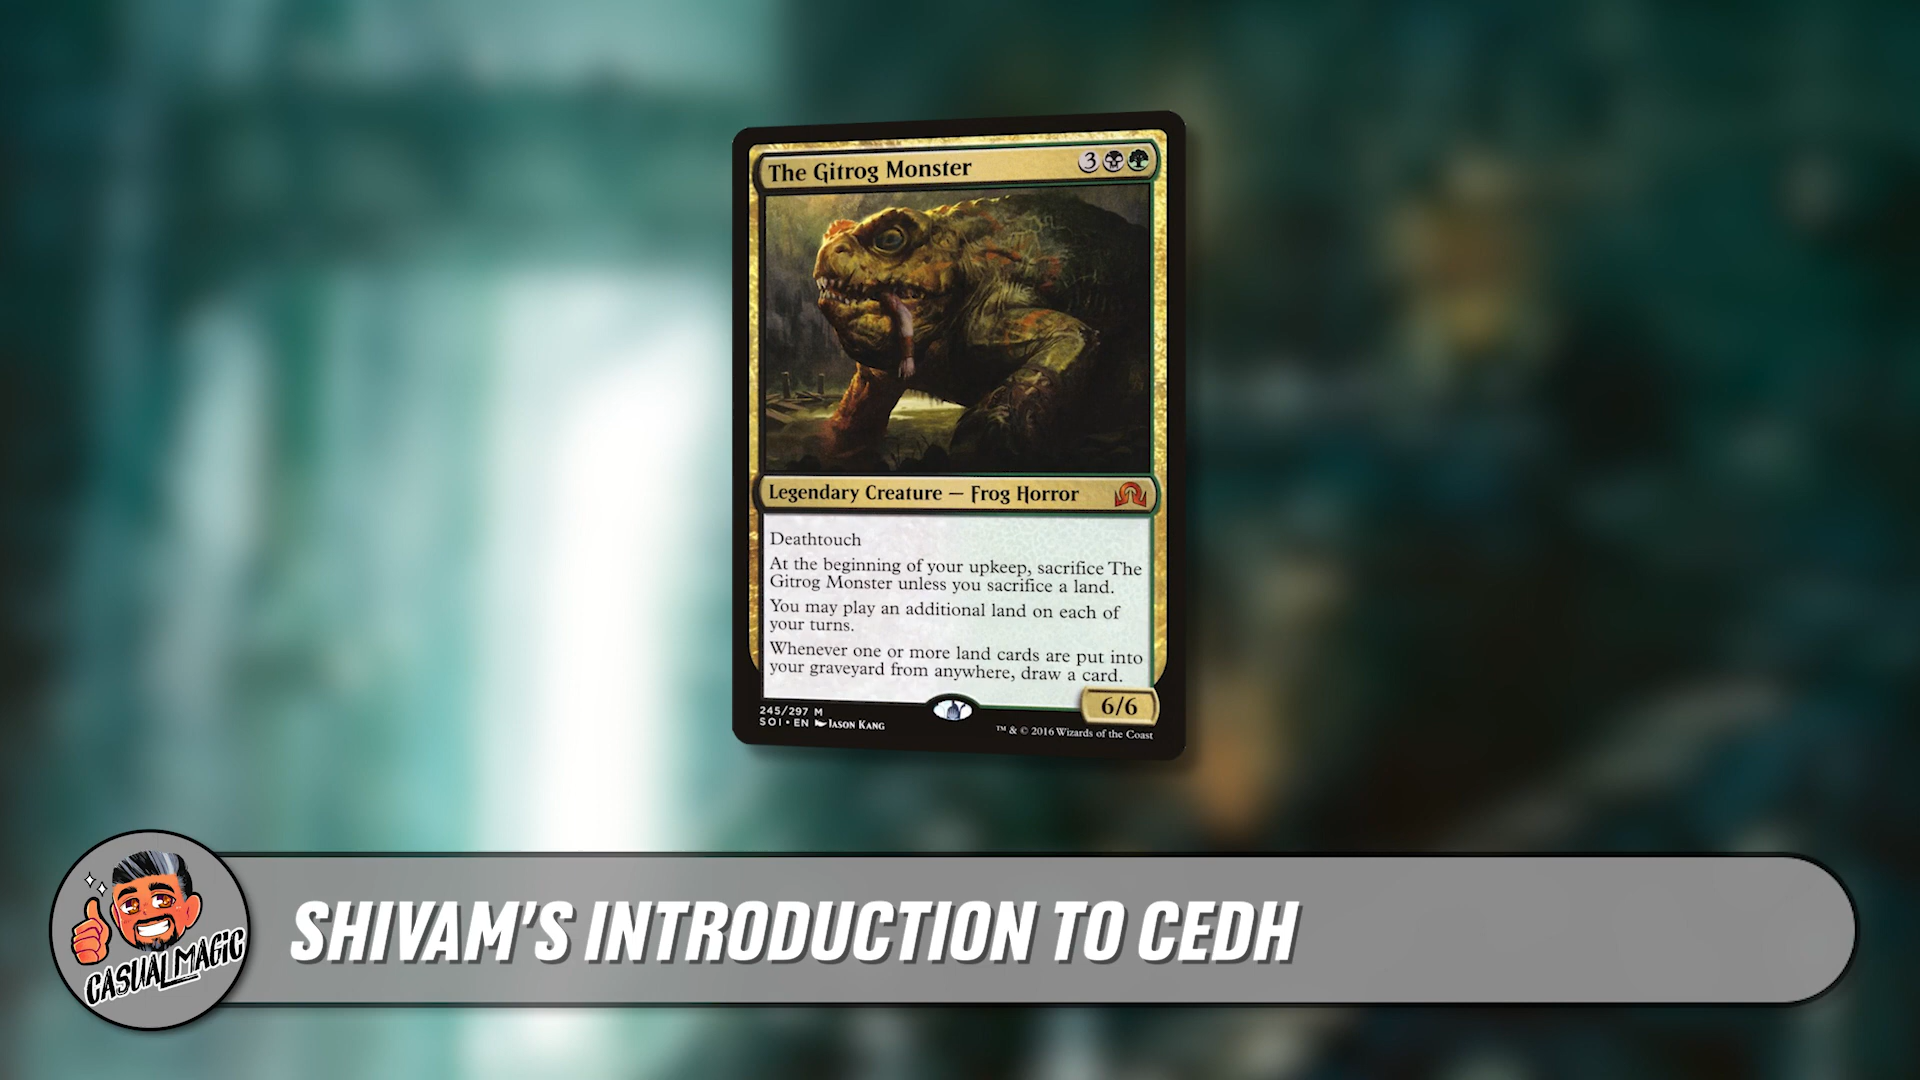 The Gitrog Monster 3
Legendary Creature — Frog Horror
Deathtouch
At the beginning of your upkeep, sacrifice The
Gitrog Monster unless you sacrifice a land.
You may play an additional land on each of
your turns.
Whenever one or more land cards are put into
your graveyard from anywhere, draw a card.
6/6
245/297 M
SOI • EN JASON KANG
™ & © 2016 Wizards of the Coast
SHIVAM'S INTRODUCTION TO CEDH
CASUAL MAGIC